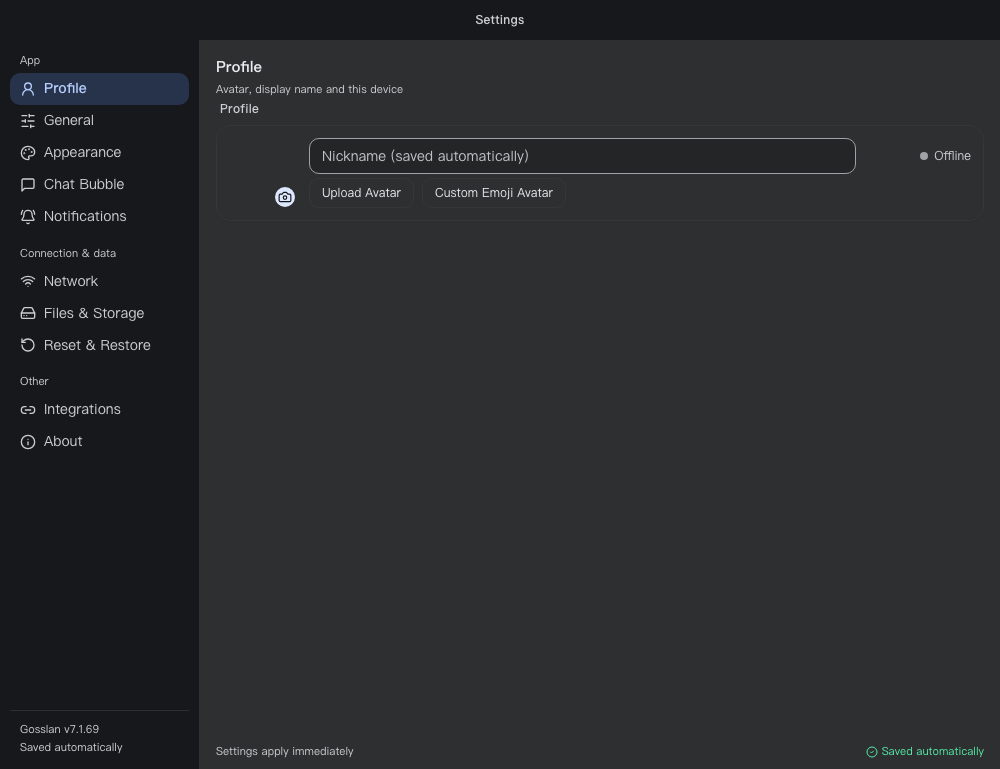 Settings
App
Profile
General
Appearance
Chat Bubble
Notifications
Connection & data
Network
Files & Storage
Reset & Restore
Other
Integrations
About
Gosslan v7.1.69
Saved automatically
Profile
Avatar, display name and this device
Profile
Nickname (saved automatically)
Offline
Upload Avatar
Custom Emoji Avatar
Settings apply immediately
Saved automatically